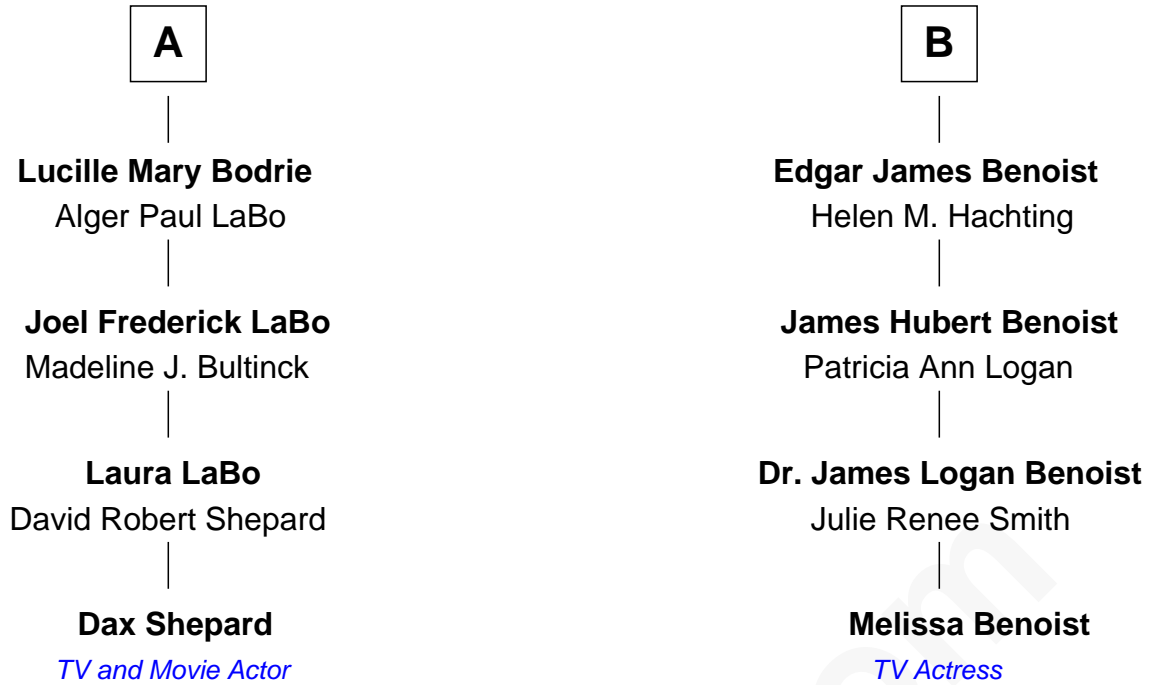 A
Lucille Mary Bodrie
Alger Paul LaBo
Joel Frederick LaBo
Madeline J. Bultinck
Laura LaBo
David Robert Shepard
Dax Shepard
TV and Movie Actor
B
Edgar James Benoist
Helen M. Hachting
James Hubert Benoist
Patricia Ann Logan
Dr. James Logan Benoist
Julie Renee Smith
Melissa Benoist
TV Actress